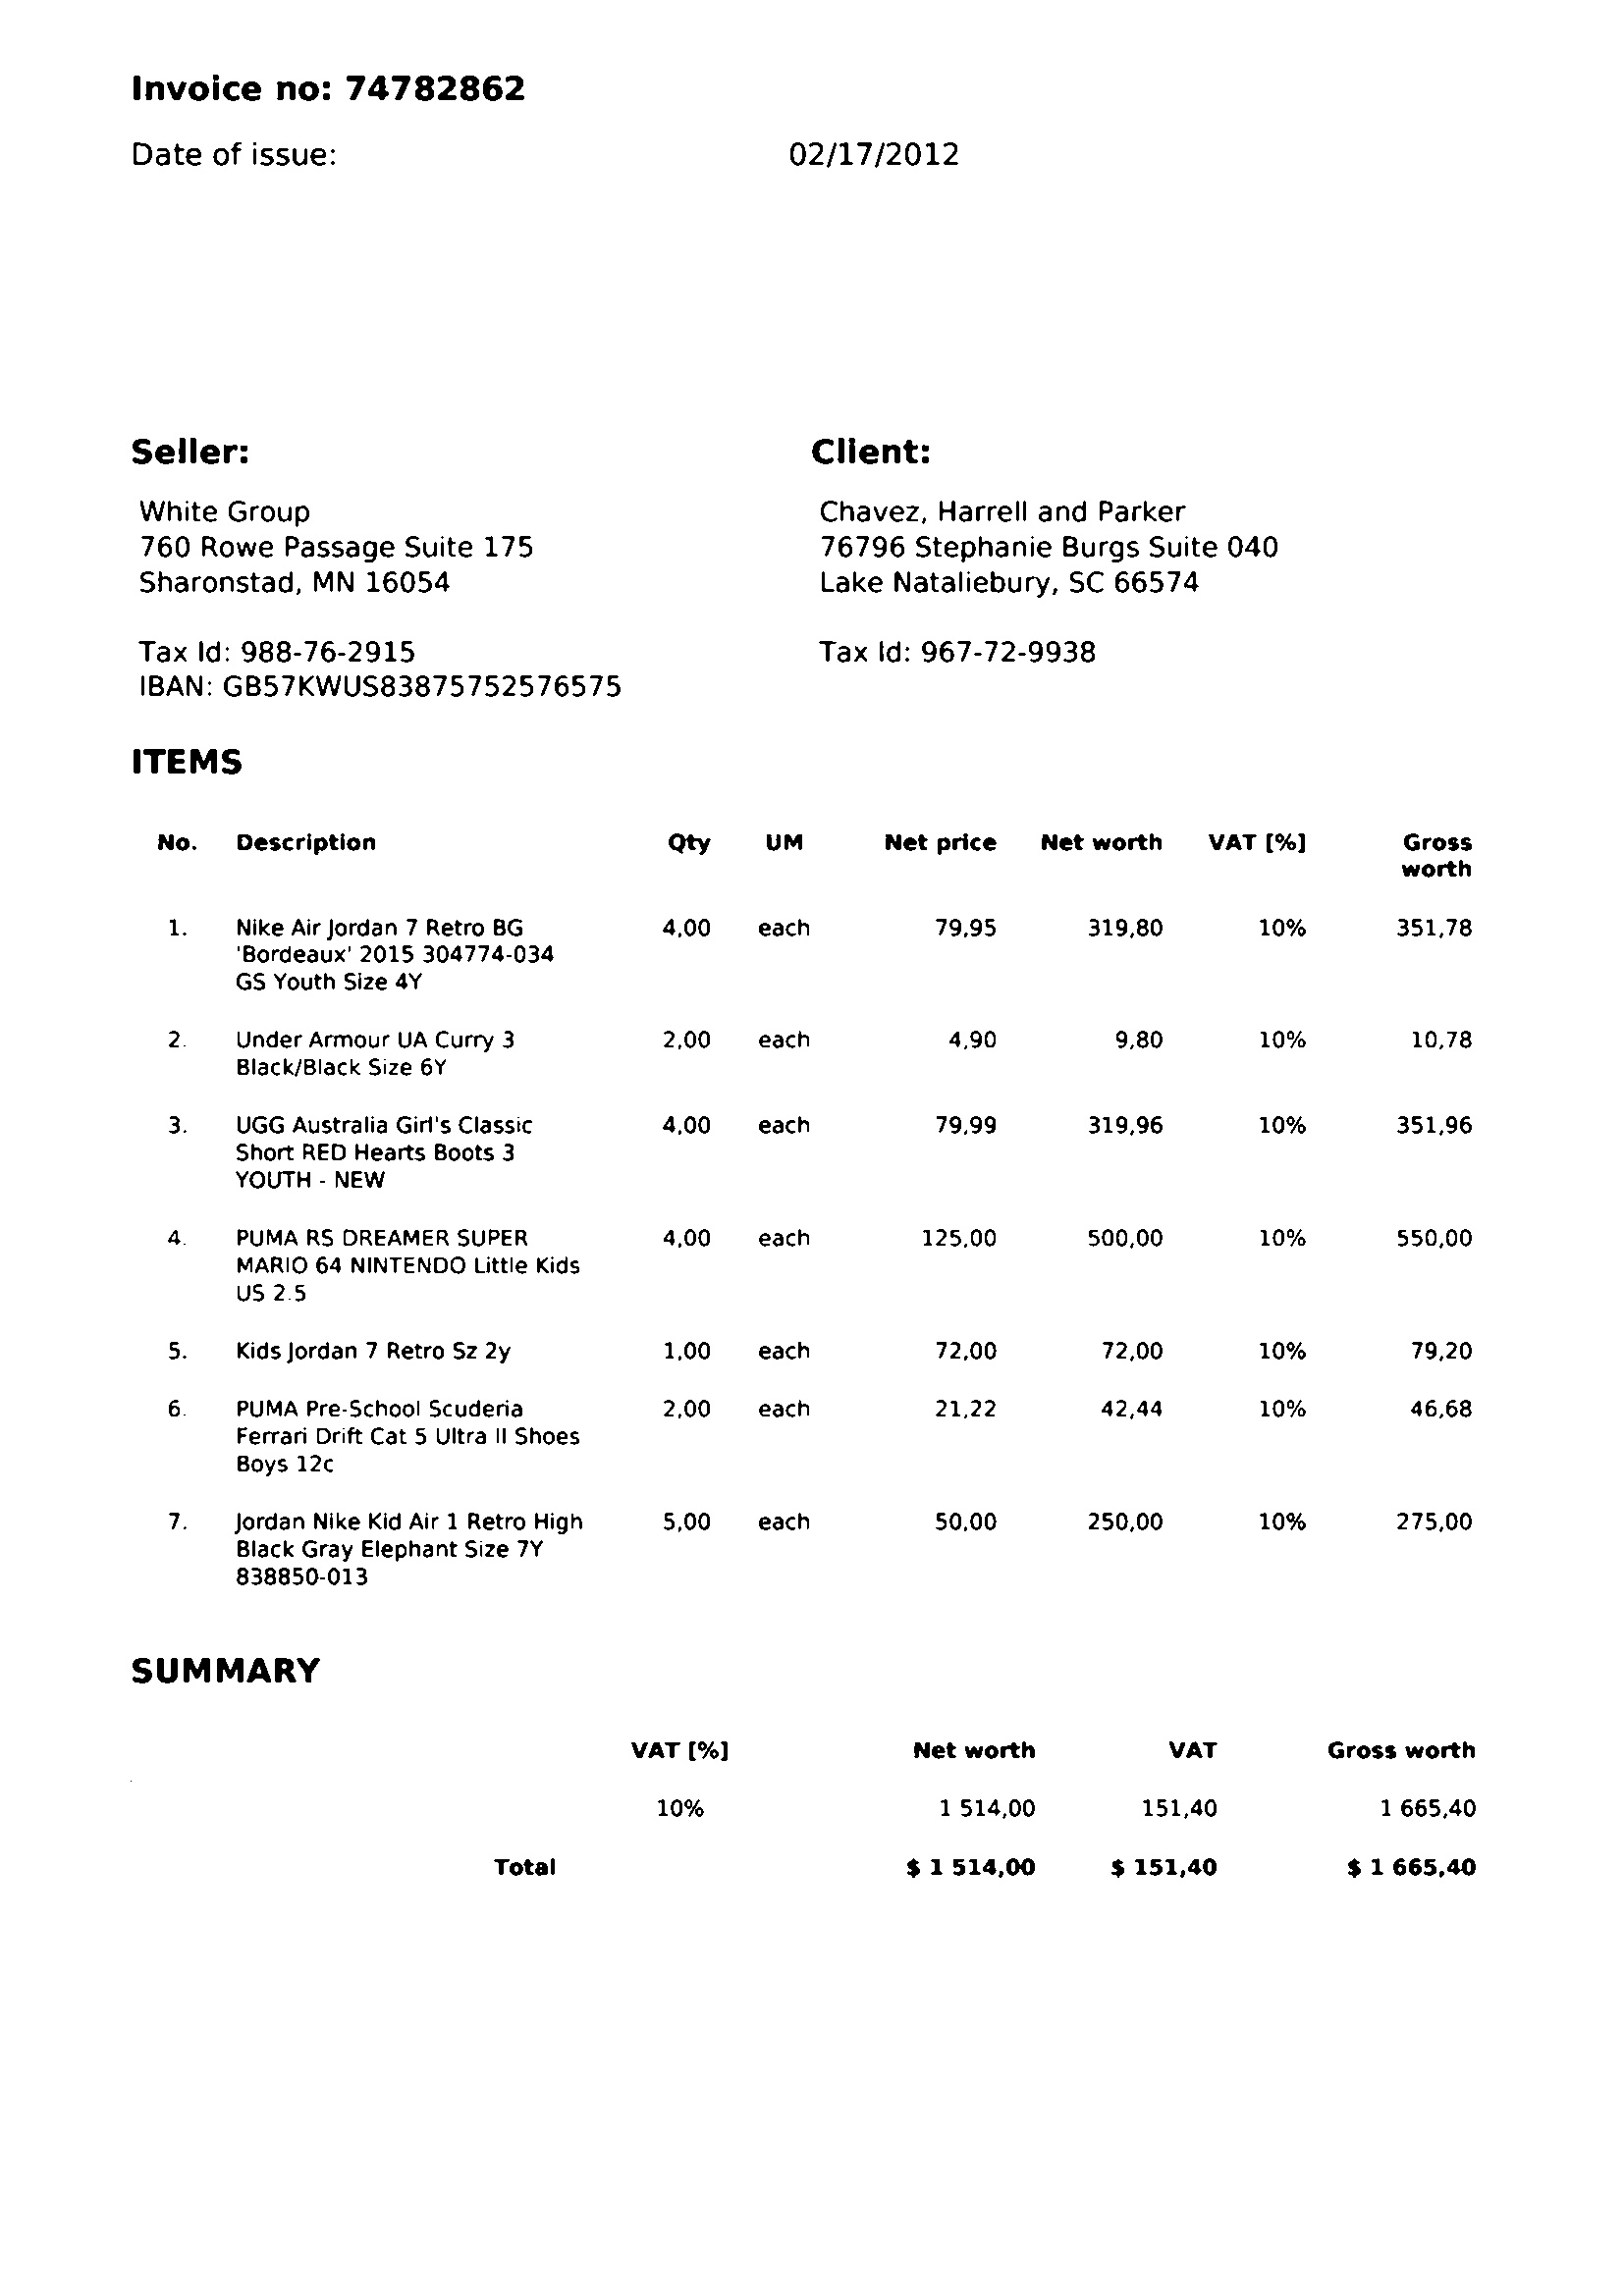 Invoice no: 74782862
Date of issue: 02/17/2012
Seller: Client:
White Group Chavez, Harrell and Parker
760 Rowe Passage Suite 175 76796 Stephanie Burgs Suite 040
Sharonstad, MN 16054 Lake Nataliebury, SC 66574
Tax Id: 988-76-2915 Tax Id: 967-72-9938
IBAN: GB57KWUS83875752576575
ITEMS
No. Description Qty UM Net price Net worth VAT [%] Gross
worth
1. Nike Air Jordan 7 Retro BG 4,00 each 79,95 319,80 10% 351,78
'Bordeaux' 2015 304774-034
GS Youth Size 4Y
2. Under Armour UA Curry 3 2,00 each 4,90 9,80 10% 10,78
Black/Black Size 6Y
3. UGG Australia Girl's Classic 4,00 each 79,99 319,96 10% 351,96
Short RED Hearts Boots 3
YOUTH - NEW
4. PUMA RS DREAMER SUPER 4,00 each 125,00 500,00 10% 550,00
MARIO 64 NINTENDO Little Kids
US 2.5
5. Kids Jordan 7 Retro Sz 2y 1,00 each 72,00 72,00 10% 79,20
6. PUMA Pre-School Scuderia 2,00 each 21,22 42,44 10% 46,68
Ferrari Drift Cat 5 Ultra II Shoes
Boys 12c
7. Jordan Nike Kid Air 1 Retro High 5,00 each 50,00 250,00 10% 275,00
Black Gray Elephant Size 7Y
838850-013
SUMMARY
VAT [%] Net worth VAT Gross worth
10% 1 514,00 151,40 1 665,40
Total $ 1 514,00 $ 151,40 $ 1 665,40